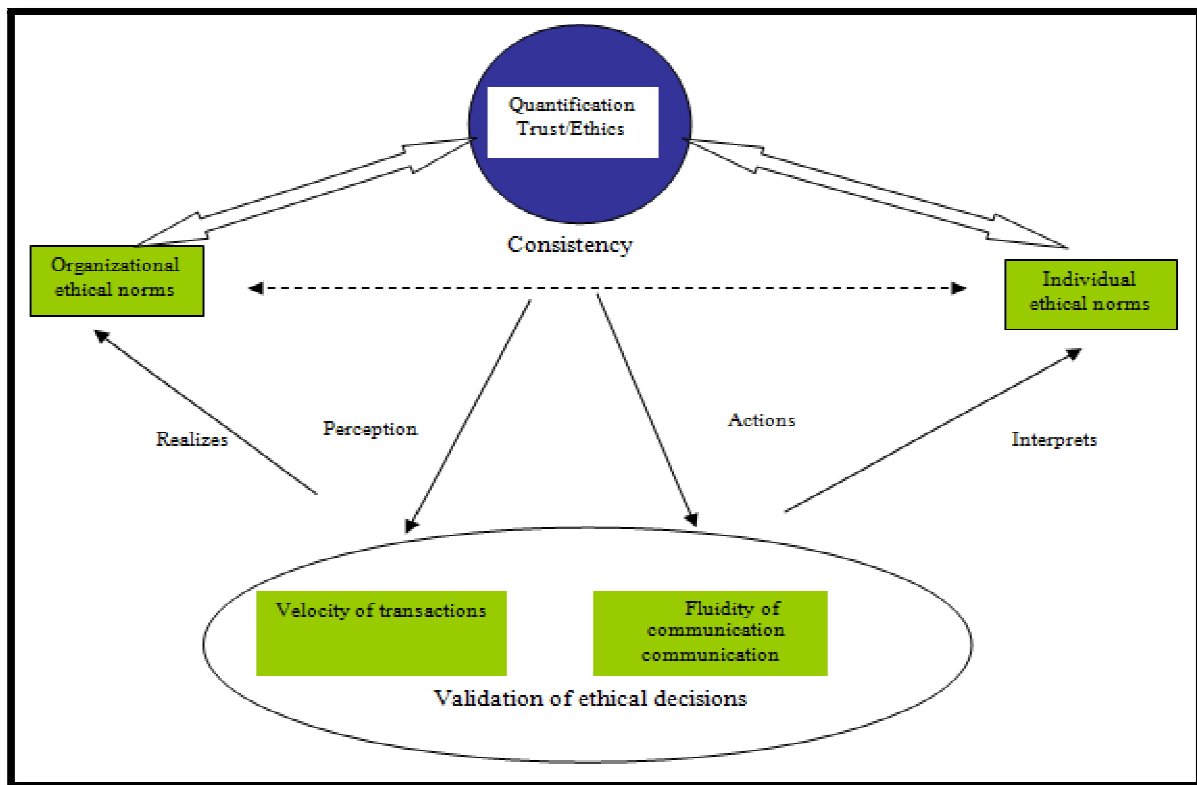 Quantification
Trust/Ethics
Consistency
Organizational
ethical norms
Individual
ethical norms
Realizes
Perception
Actions
Interprets
Velocity of transactions
Fluidity of
communication
communication
Validation of ethical decisions